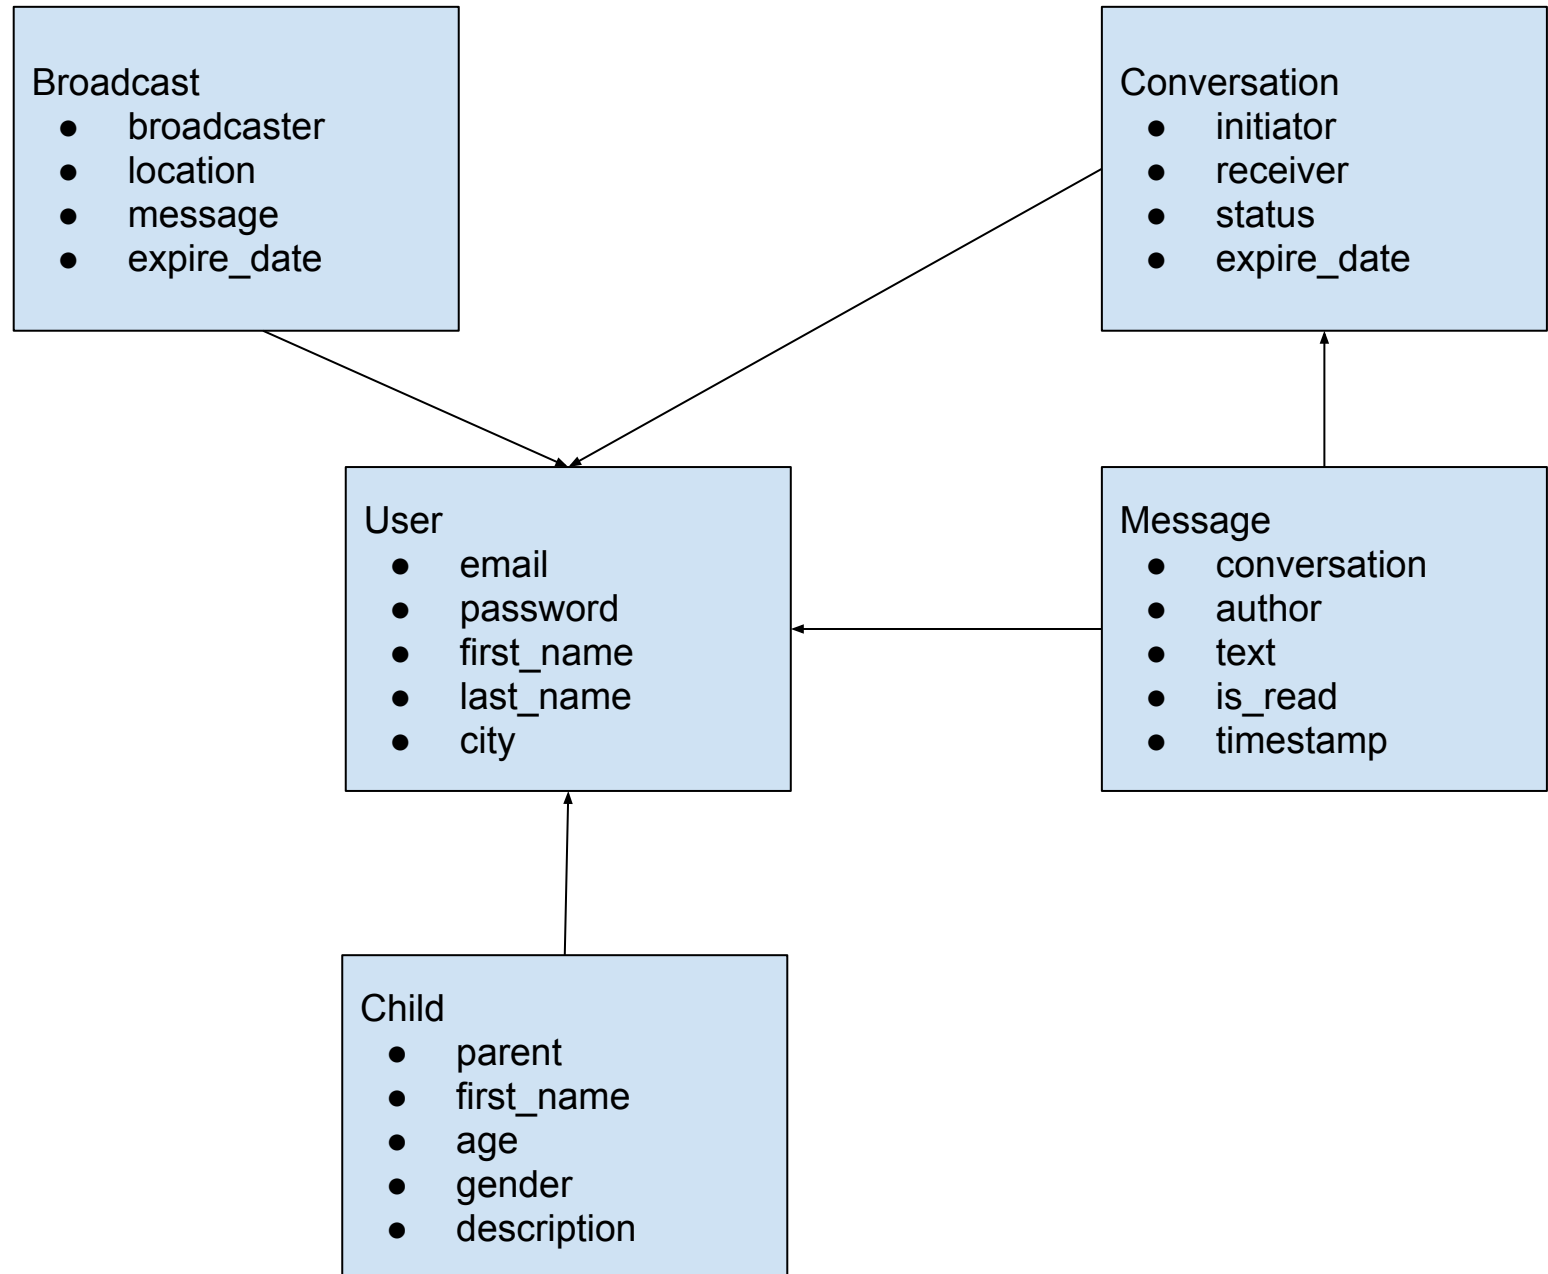 Broadcast
● broadcaster
● location
● message
● expire_date
Conversation
● initiator
● receiver
● status
● expire_date
User
● email
● password
● first_name
● last_name
● city
Message
● conversation
● author
● text
● is_read
● timestamp
Child
● parent
● first_name
● age
● gender
● description